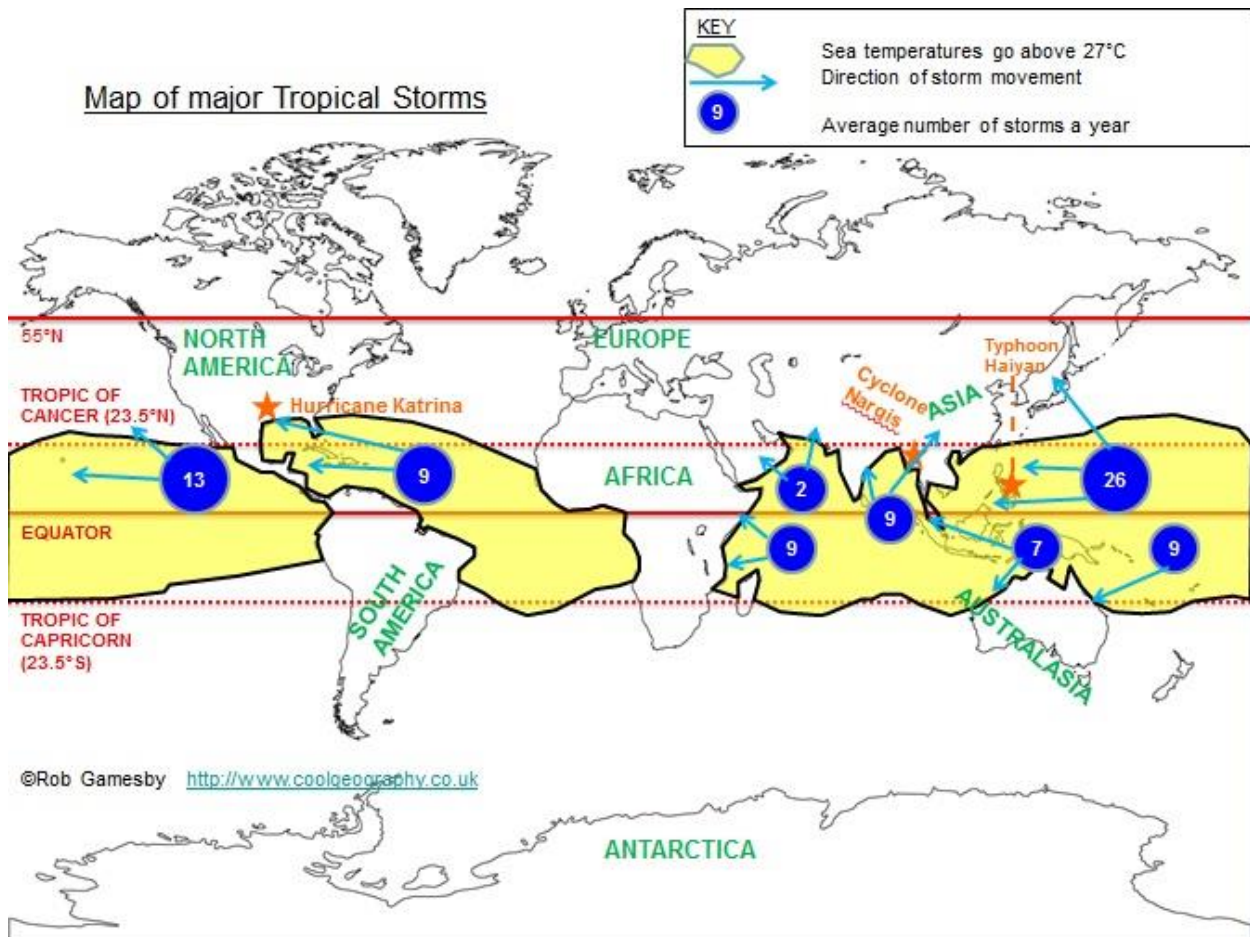 KEY
Sea temperatures go above 27°C
Direction of storm movement
9
Average number of storms a year
Map of major Tropical Storms
55°N
NORTH
AMERICA
EUROPE
Typhoon
Haiyan
TROPIC OF
CANCER (23.5°N)
Hurricane Katrina
Cyclone
Nargis
ASIA
13
9
AFRICA
2
9
26
EQUATOR
9
7
9
SOUTH
AMERICA
AUSTRALASIA
TROPIC OF
CAPRICORN
(23.5°S)
©Rob Gamesby http://www.coolgeography.co.uk
ANTARCTICA